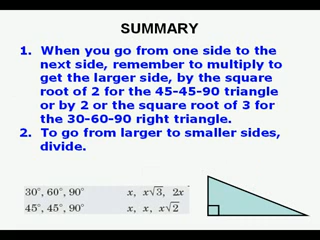 SUMMARY
1. When you go from one side to the
next side, remember to multiply to
get the larger side, by the square
root of 2 for the 45-45-90 triangle
or by 2 or the square root of 3 for
the 30-60-90 right triangle.
2. To go from larger to smaller sides,
divide.
30°, 60°, 90° x, x√3, 2x
45°, 45°, 90° x, x, x√2